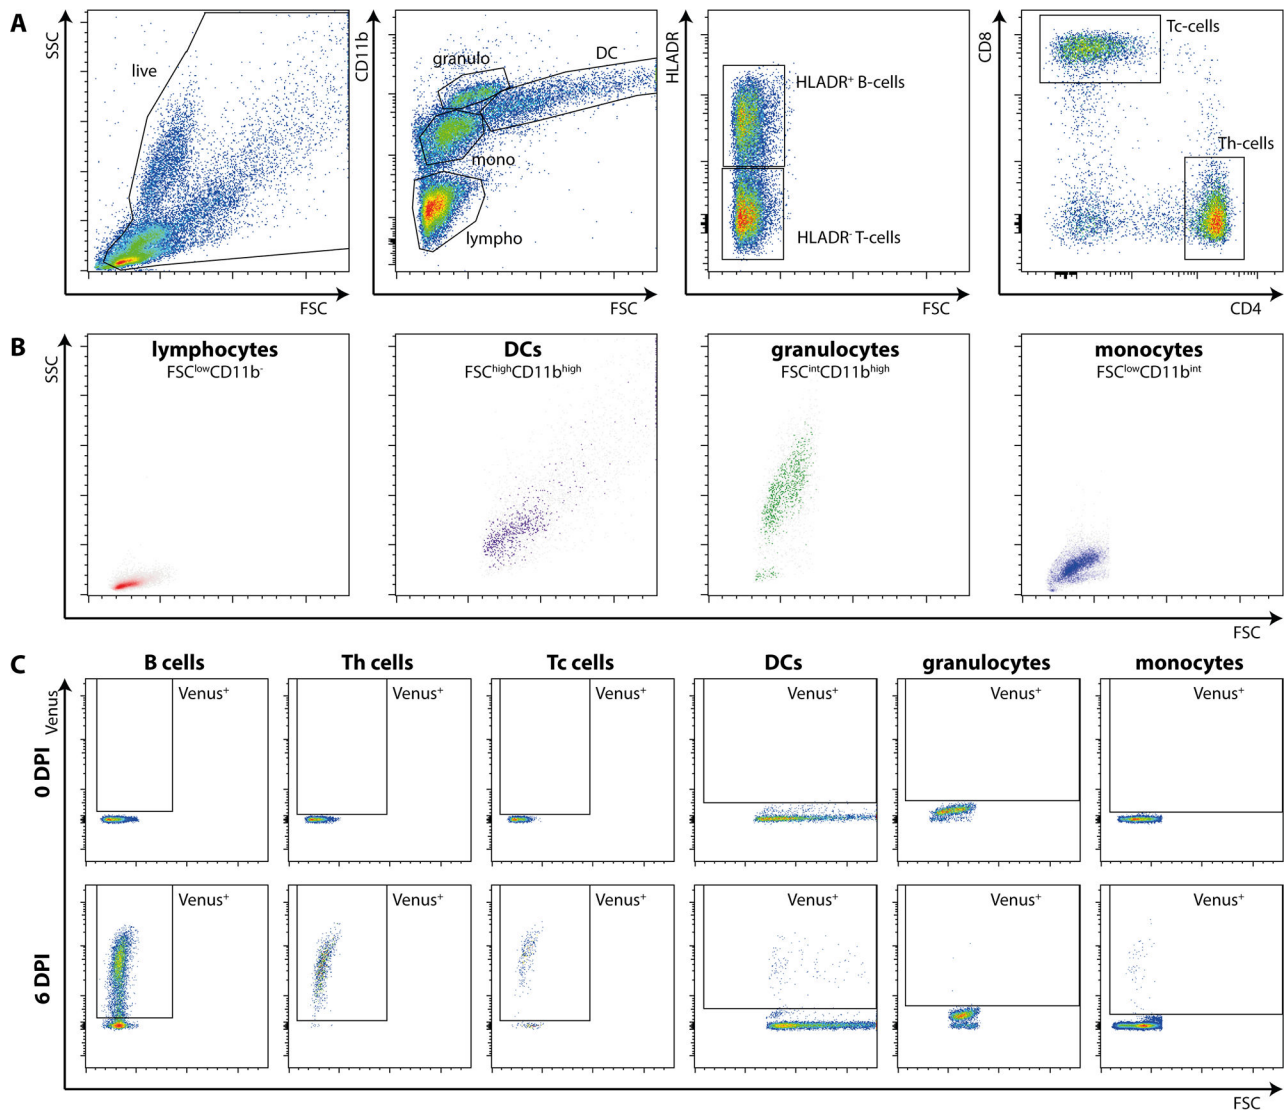 A
SSC
live
FSC
CD11b
granulo
DC
mono
lympho
FSC
HLADR
HLADR⁺ B-cells
HLADR⁻ T-cells
FSC
CD8
Tc-cells
Th-cells
CD4
B
SSC
lymphocytes
FSCˡᵒʷCD11b⁻
DCs
FSCʰⁱᵍʰCD11bʰⁱᵍʰ
granulocytes
FSCⁱⁿᵗCD11bʰⁱᵍʰ
monocytes
FSCˡᵒʷCD11bⁱⁿᵗ
FSC
C
B cells
Th cells
Tc cells
DCs
granulocytes
monocytes
Venus
0 DPI
Venus⁺
Venus⁺
Venus⁺
Venus⁺
Venus⁺
Venus⁺
6 DPI
Venus⁺
Venus⁺
Venus⁺
Venus⁺
Venus⁺
Venus⁺
FSC